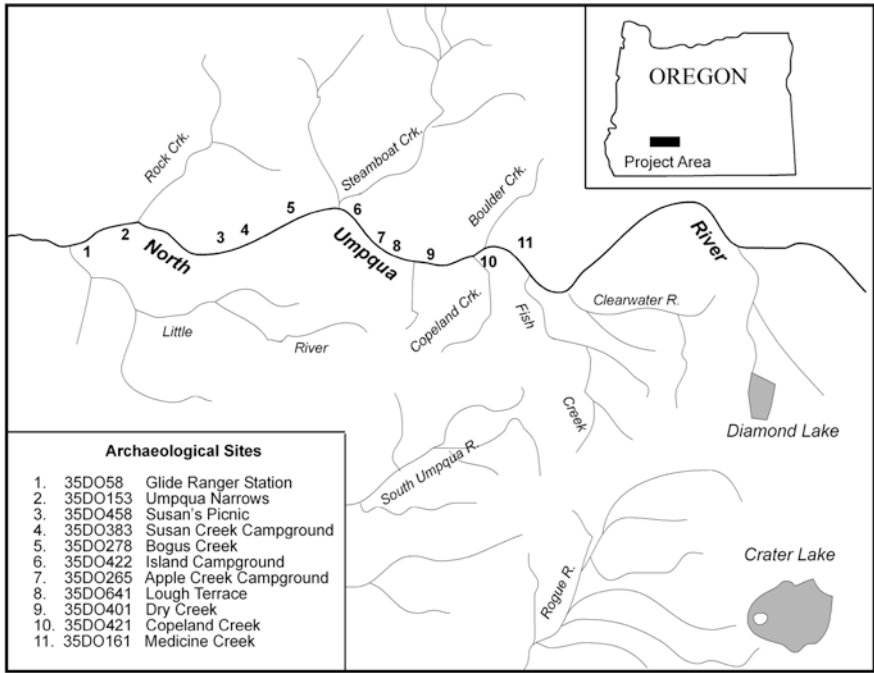 OREGON
Project Area
Rock Crk.
Steamboat Crk.
Boulder Crk.
1
2
3
4
5
6
7
8
9
10
11
North
Umpqua
River
Little
River
Copeland Crk.
Fish
Creek
Clearwater R.
Diamond Lake
South Umpqua R.
Rogue R.
Crater Lake
Archaeological Sites
1. 35DO58 Glide Ranger Station
2. 35DO153 Umpqua Narrows
3. 35DO458 Susan's Picnic
4. 35DO383 Susan Creek Campground
5. 35DO278 Bogus Creek
6. 35DO422 Island Campground
7. 35DO265 Apple Creek Campground
8. 35DO641 Lough Terrace
9. 35DO401 Dry Creek
10. 35DO421 Copeland Creek
11. 35DO161 Medicine Creek